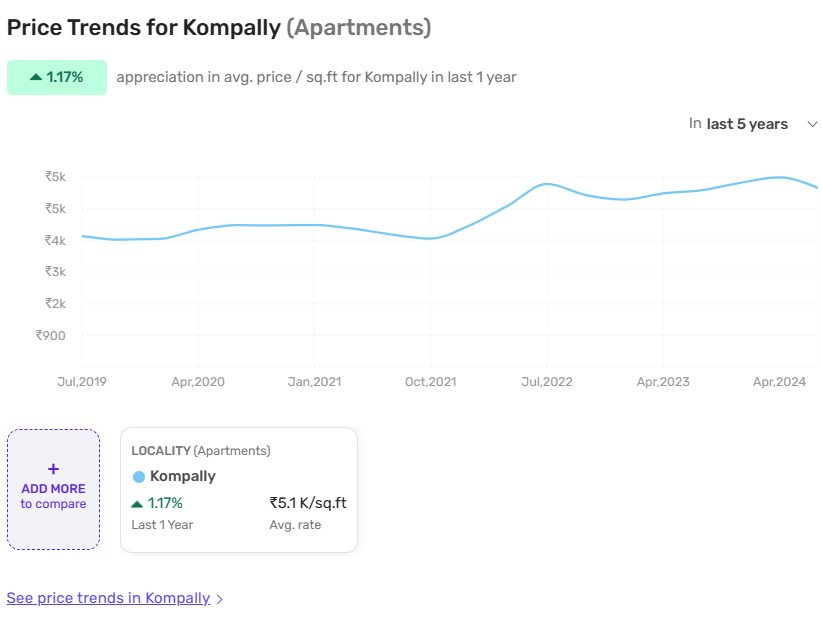 Price Trends for Kompally (Apartments)
1.17% appreciation in avg. price / sq.ft for Kompally in last 1 year
In last 5 years
₹5k
₹5k
₹4k
₹3k
₹2k
₹900
Jul,2019 Apr,2020 Jan,2021 Oct,2021 Jul,2022 Apr,2023 Apr,2024
+
ADD MORE
to compare
LOCALITY (Apartments)
Kompally
1.17% ₹5.1 K/sq.ft
Last 1 Year Avg. rate
See price trends in Kompally